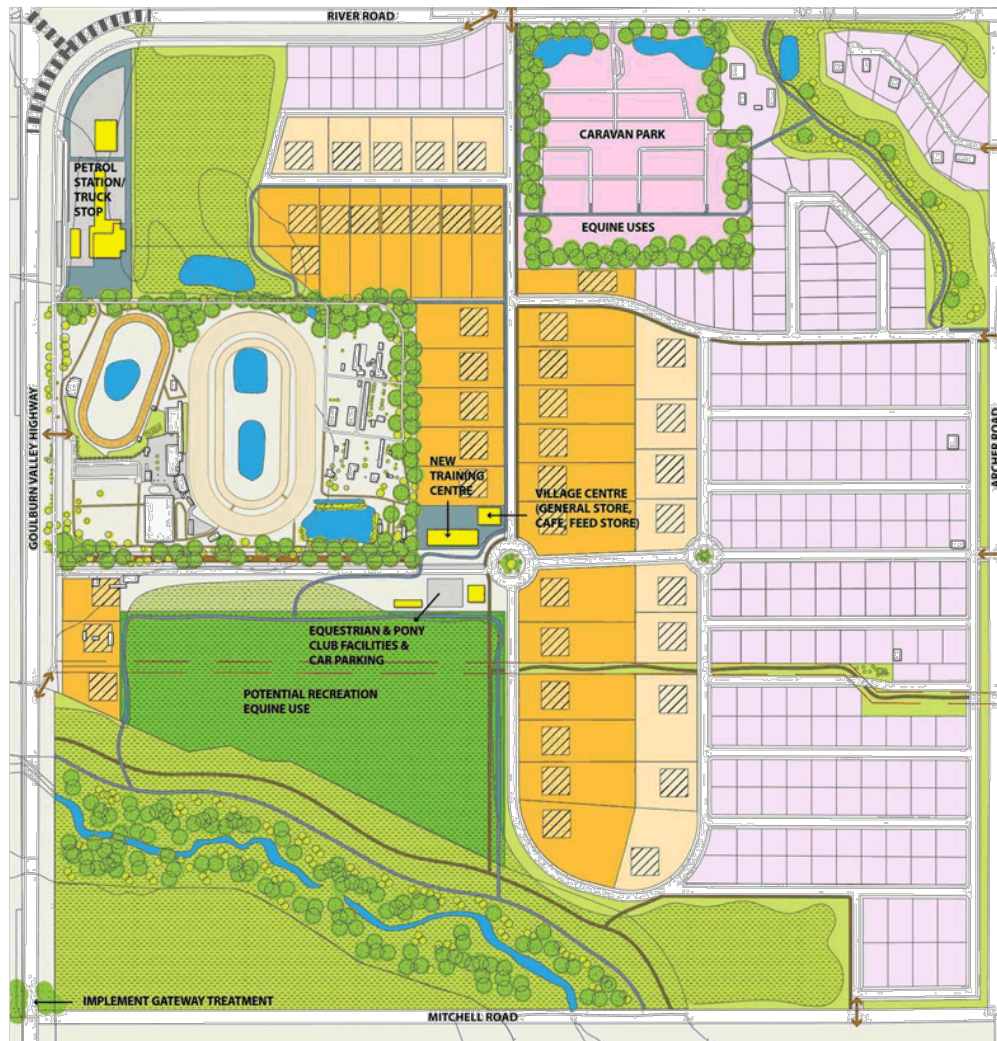 RIVER ROAD
CARAVAN PARK
PETROL
STATION/
TRUCK
STOP
EQUINE USES
GOULBURN VALLEY HIGHWAY
ARCHER ROAD
NEW
TRAINING
CENTRE
VILLAGE CENTRE
(GENERAL STORE,
CAFE, FEED STORE)
EQUESTRIAN & PONY
CLUB FACILITIES &
CAR PARKING
POTENTIAL RECREATION
EQUINE USE
IMPLEMENT GATEWAY TREATMENT
MITCHELL ROAD